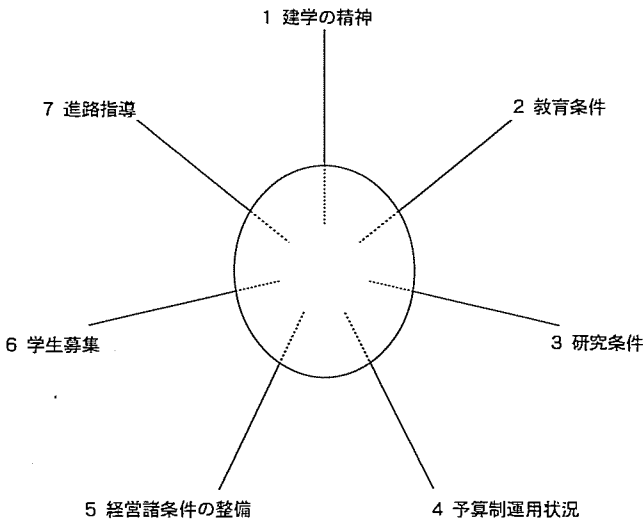 1 建学の精神
2 教育条件
3 研究条件
4 予算制運用状況
5 経営諸条件の整備
6 学生募集
7 進路指導